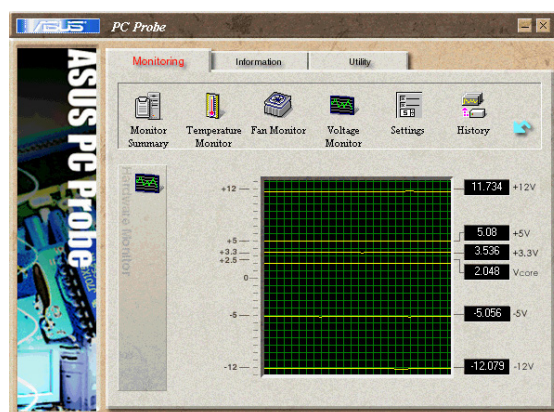 ASUS PC Probe
Monitoring Information Utility
Monitor Summary
Temperature Monitor
Fan Monitor
Voltage Monitor
Settings
History
ASUS PC Probe
Hardware Monitor
+12
+5
+3.3
+2.5
0
-5
-12
11.734 +12V
5.08 +5V
3.536 +3.3V
2.048 Vcore
-5.056 -5V
-12.079 -12V